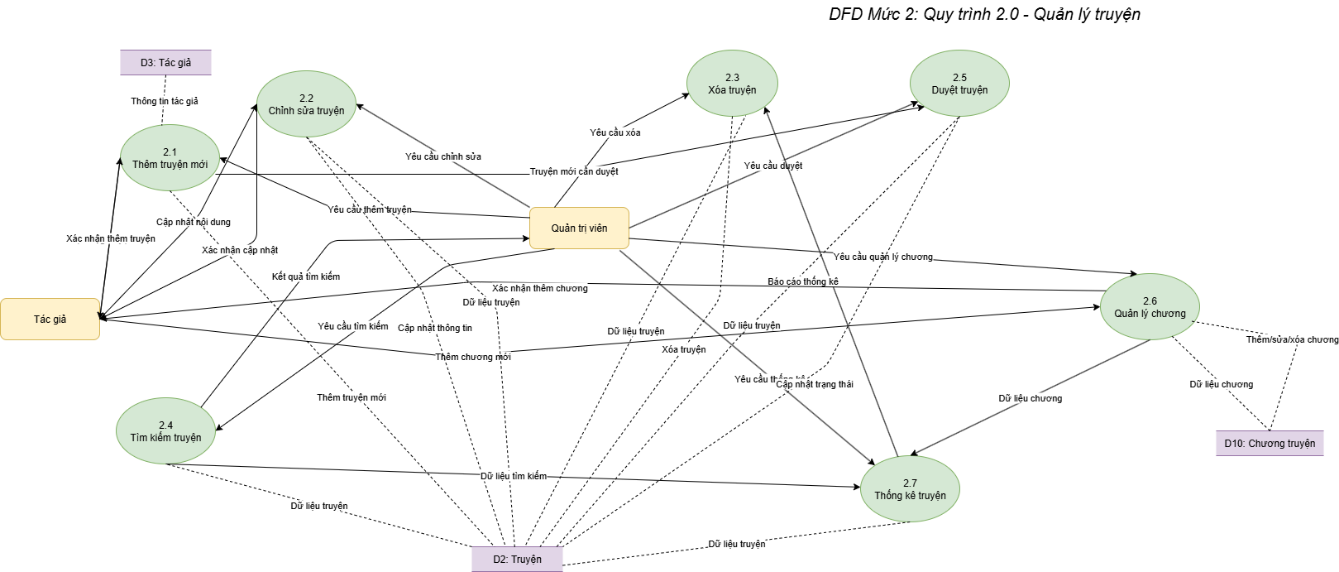 DFD Mức 2: Quy trình 2.0 - Quản lý truyện
D3: Tác giả
Thông tin tác giả
2.1
Thêm truyện mới
2.2
Chỉnh sửa truyện
2.3
Xóa truyện
2.5
Duyệt truyện
Yêu cầu xóa
Yêu cầu chỉnh sửa
Truyện mới cần duyệt
Yêu cầu duyệt
Yêu cầu thêm truyện
Cập nhật nội dung
Quản trị viên
Xác nhận thêm truyện
Xác nhận cập nhật
Yêu cầu quản lý chương
Kết quả tìm kiếm
Báo cáo thống kê
Xác nhận thêm chương
Dữ liệu truyện
2.6
Quản lý chương
Tác giả
Yêu cầu tìm kiếm
Cập nhật thông tin
Dữ liệu truyện
Dữ liệu truyện
Thêm/sửa/xóa chương
Xóa truyện
Thêm chương mới
Yêu cầu
Cập nhật trạng thái
Dữ liệu chương
Thêm truyện mới
Dữ liệu chương
2.4
Tìm kiếm truyện
D10: Chương truyện
Dữ liệu tìm kiếm
2.7
Thống kê truyện
Dữ liệu truyện
Dữ liệu truyện
D2: Truyện